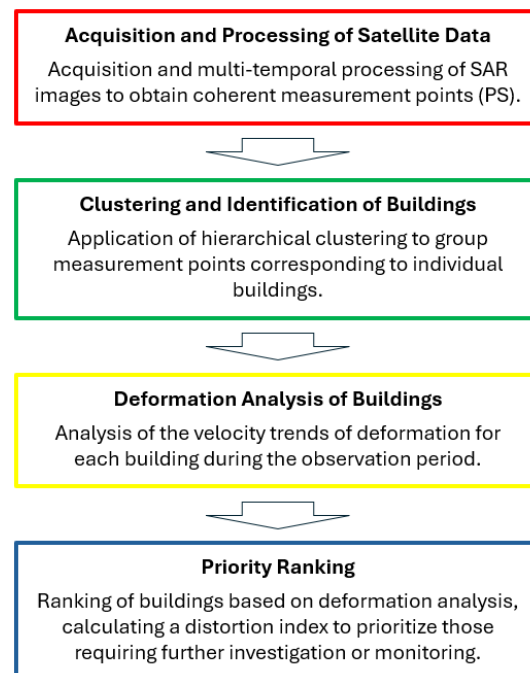 Acquisition and Processing of Satellite Data
Acquisition and multi-temporal processing of SAR
images to obtain coherent measurement points (PS).
Clustering and Identification of Buildings
Application of hierarchical clustering to group
measurement points corresponding to individual
buildings.
Deformation Analysis of Buildings
Analysis of the velocity trends of deformation for
each building during the observation period.
Priority Ranking
Ranking of buildings based on deformation analysis,
calculating a distortion index to prioritize those
requiring further investigation or monitoring.